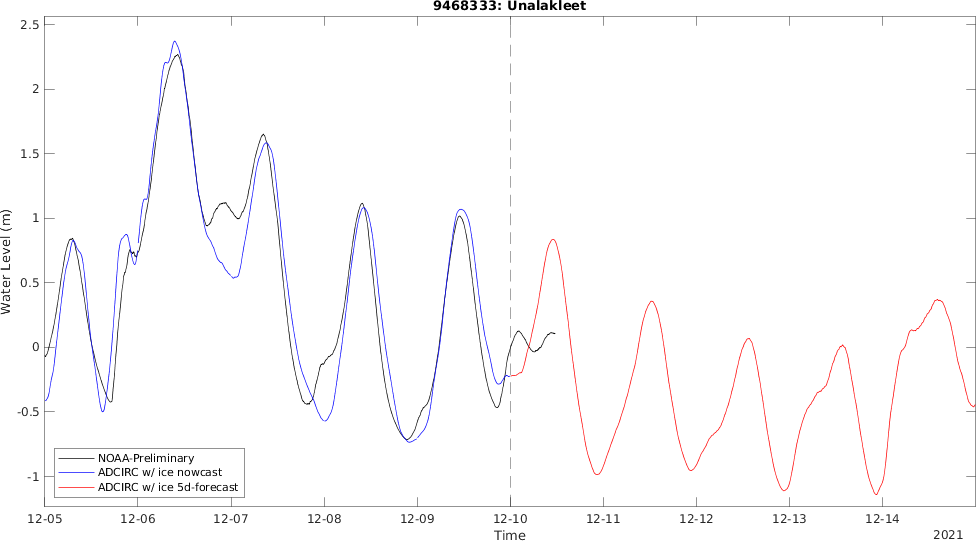 9468333: Unalakleet
2.5
2
1.5
1
0.5
0
-0.5
-1
Water Level (m)
NOAA-Preliminary
ADCIRC w/ ice nowcast
ADCIRC w/ ice 5d-forecast
12-05 12-06 12-07 12-08 12-09 12-10 12-11 12-12 12-13 12-14
Time
2021